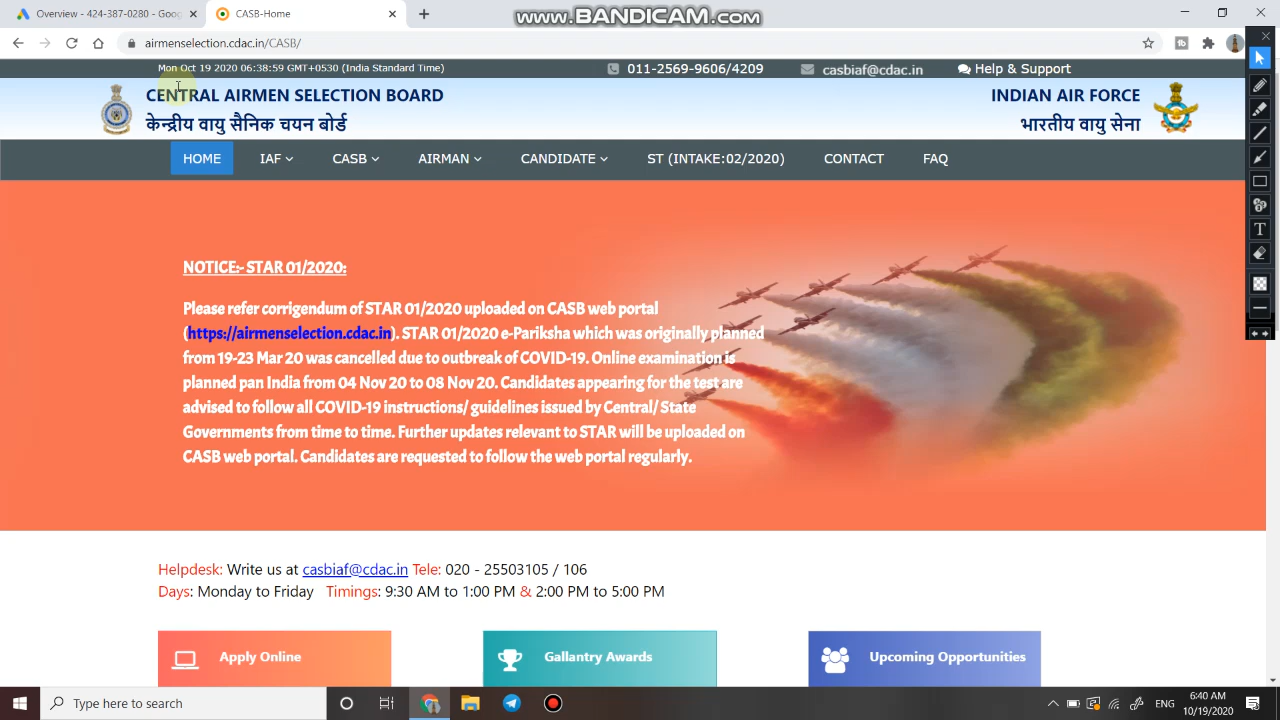 Overview - 424-387-0280 - Goog
CASB-Home
www.BANDICAM.com
airmenselection.cdac.in/CASB/
Mon Oct 19 2020 06:38:59 GMT+0530 (India Standard Time)
011-2569-9606/4209
casbiaf@cdac.in
Help & Support
CENTRAL AIRMEN SELECTION BOARD
INDIAN AIR FORCE
केन्द्रीय वायु सैनिक चयन बोर्ड
भारतीय वायु सेना
HOME
IAF
CASB
AIRMAN
CANDIDATE
ST (INTAKE:02/2020)
CONTACT
FAQ
NOTICE:- STAR 01/2020:
Please refer corrigendum of STAR 01/2020 uploaded on CASB web portal
(https://airmenselection.cdac.in). STAR 01/2020 e-Pariksha which was originally planned
from 19-23 Mar 20 was cancelled due to outbreak of COVID-19. Online examination is
planned pan India from 04 Nov 20 to 08 Nov 20. Candidates appearing for the test are
advised to follow all COVID-19 instructions/ guidelines issued by Central/ State
Governments from time to time. Further updates relevant to STAR will be uploaded on
CASB web portal. Candidates are requested to follow the web portal regularly.
Helpdesk: Write us at casbiaf@cdac.in Tele: 020 - 25503105 / 106
Days: Monday to Friday Timings: 9:30 AM to 1:00 PM & 2:00 PM to 5:00 PM
Apply Online
Gallantry Awards
Upcoming Opportunities
Type here to search
ENG
6:40 AM
10/19/2020